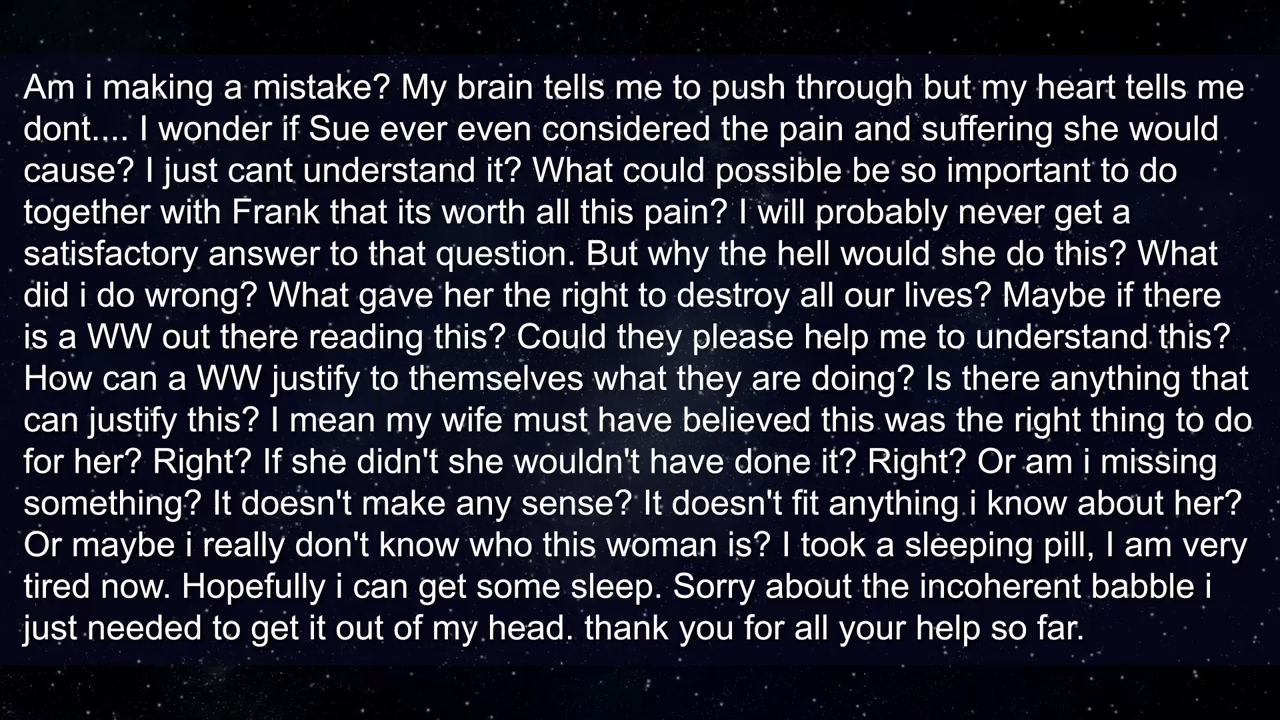 Am i making a mistake? My brain tells me to push through but my heart tells me
dont.... I wonder if Sue ever even considered the pain and suffering she would
cause? I just cant understand it? What could possible be so important to do
together with Frank that its worth all this pain? I will probably never get a
satisfactory answer to that question. But why the hell would she do this? What
did i do wrong? What gave her the right to destroy all our lives? Maybe if there
is a WW out there reading this? Could they please help me to understand this?
How can a WW justify to themselves what they are doing? Is there anything that
can justify this? I mean my wife must have believed this was the right thing to do
for her? Right? If she didn't she wouldn't have done it? Right? Or am i missing
something? It doesn't make any sense? It doesn't fit anything i know about her?
Or maybe i really don't know who this woman is? I took a sleeping pill, I am very
tired now. Hopefully i can get some sleep. Sorry about the incoherent babble i
just needed to get it out of my head. thank you for all your help so far.